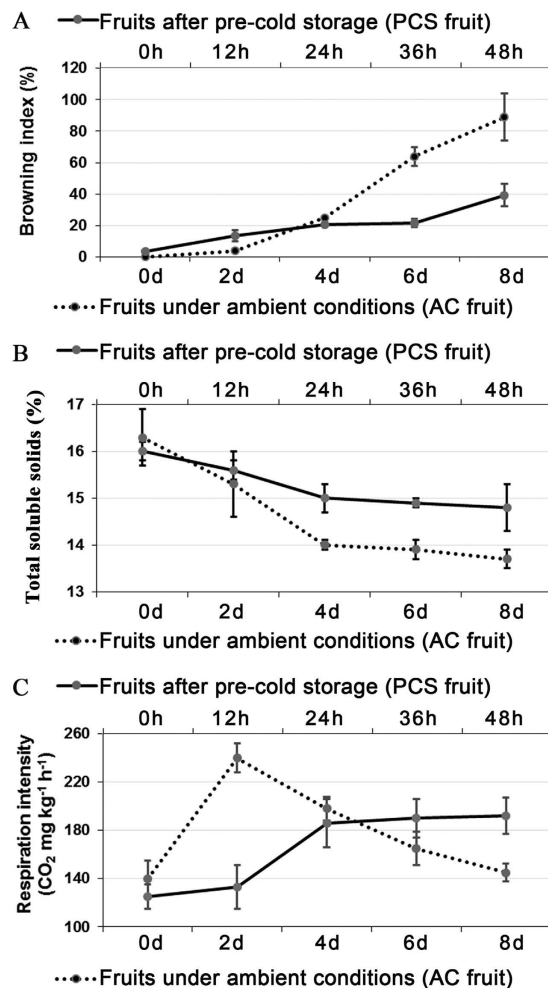 A
Fruits after pre-cold storage (PCS fruit)
0h 12h 24h 36h 48h
120
100
80
60
40
20
0
Browning index (%)
0d 2d 4d 6d 8d
Fruits under ambient conditions (AC fruit)
B
Fruits after pre-cold storage (PCS fruit)
0h 12h 24h 36h 48h
17
16
15
14
13
Total soluble solids (%)
0d 2d 4d 6d 8d
Fruits under ambient conditions (AC fruit)
C
Fruits after pre-cold storage (PCS fruit)
0h 12h 24h 36h 48h
260
220
180
140
100
Respiration intensity
(CO₂ mg kg⁻¹ h⁻¹)
0d 2d 4d 6d 8d
Fruits under ambient conditions (AC fruit)